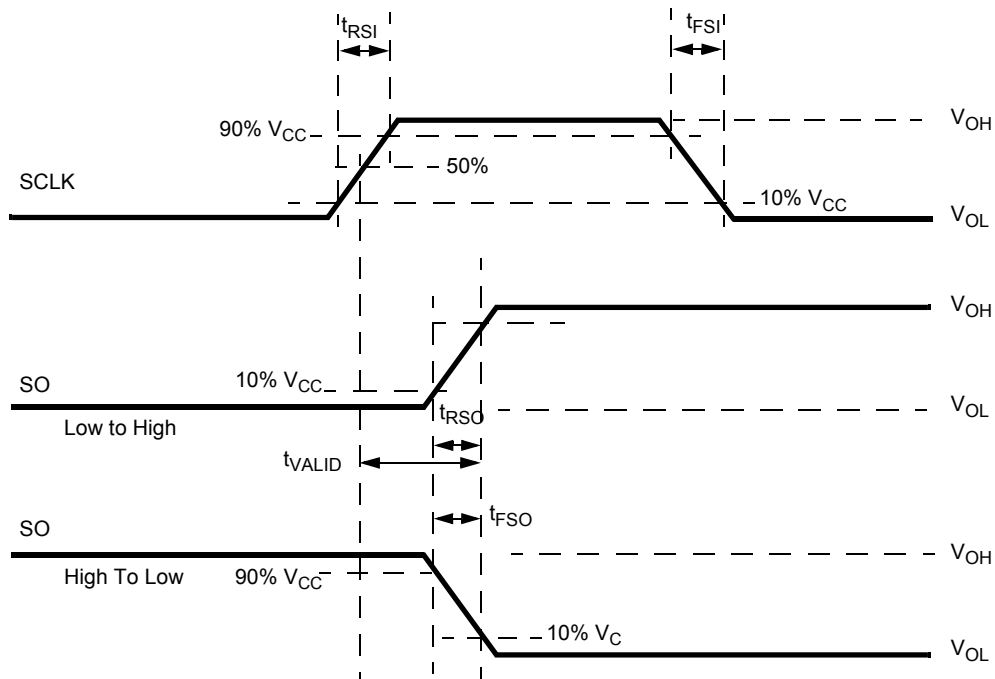 tRSI
tFSI
90% VCC
VOH
50%
SCLK
10% VCC
VOL
VOH
SO
10% VCC
tRSO
VOL
Low to High
tVALID
tFSO
SO
VOH
High To Low
90% VCC
10% VC
VOL